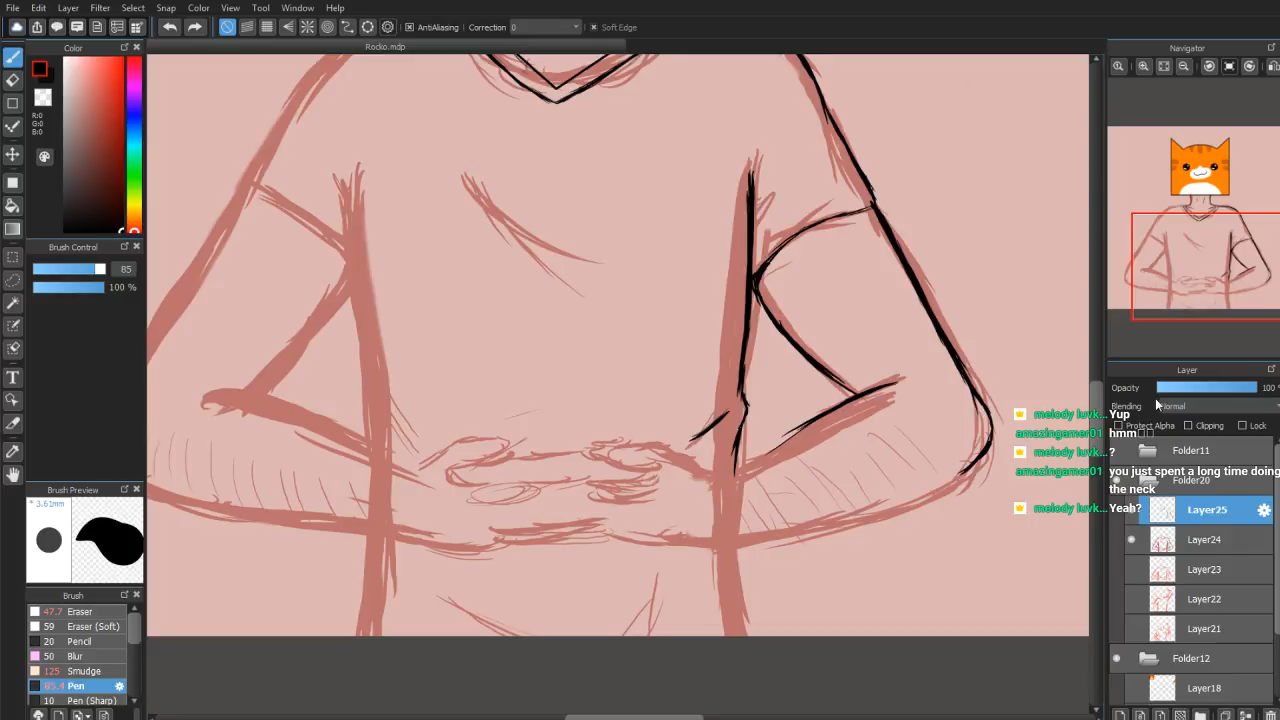 File Edit Layer Filter Select Snap Color View Tool Window Help
AntiAliasing Correction 0 Soft Edge
Rocko.mdp
Color
R:0
G:0
B:0
Brush Control
85
100 %
Brush Preview
* 3.61mm
Brush
47.7 Eraser
59 Eraser (Soft)
20 Pencil
50 Blur
125 Smudge
85.4 Pen
10 Pen (Sharp)
Navigator
Layer
Opacity 100 %
Blending Normal
Protect Alpha Clipping Lock
Folder11
Folder20
Layer25
Layer24
Layer23
Layer22
Layer21
Folder12
Layer18
melody luvk... Yup
amazingamer01 hmm
melody luvk... ?
amazingamer01 you just spent a long time doing
the neck
melody luvk... Yeah?